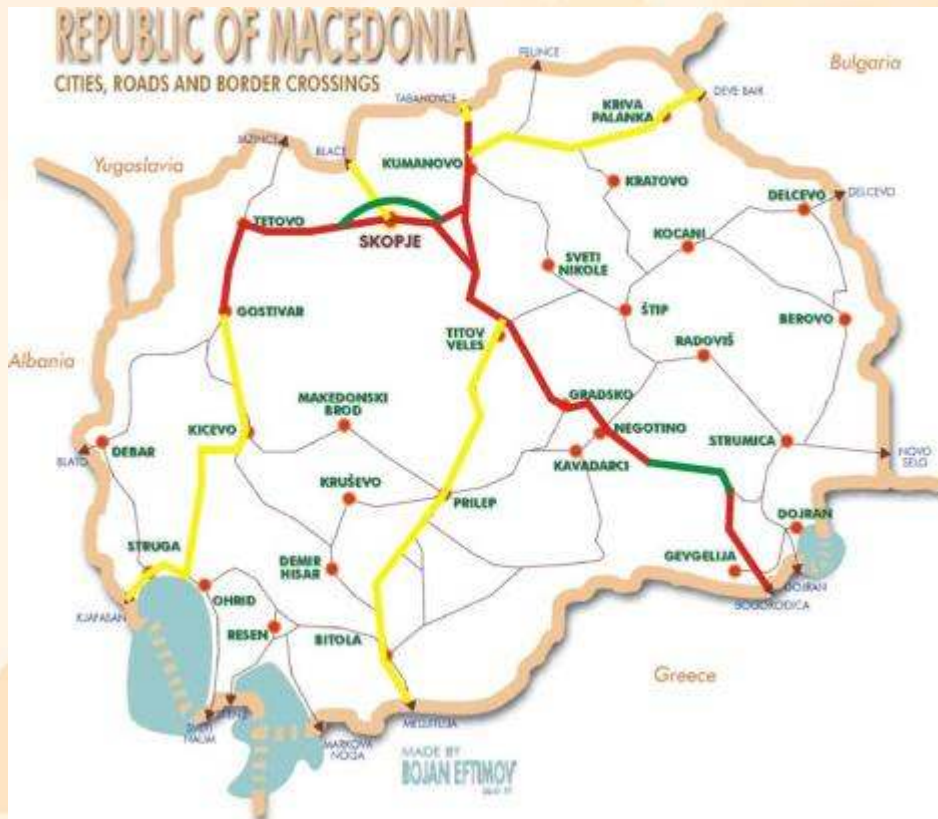 REPUBLIC OF MACEDONIA
CITIES, ROADS AND BORDER CROSSINGS
PELINCE
Bulgaria
TABANOVCE
DEVE BAIR
KRIVA
PALANKA
BLACE
Yugoslavia
KUMANOVO
KRATOVO
DELCEVO
DELCEVO
TETOVO
SKOPJE
KOCANI
SVETI
NIKOLE
GOSTIVAR
ŠTIP
BEROVO
TITOV
VELES
RADOVIŠ
Albania
MAKEDONSKI
BROD
GRADSKO
KICEVO
NEGOTINO
STRUMICA
DEBAR
BLATO
KAVADARCI
NOVO
SELO
KRUŠEVO
PRILEP
DOJRAN
STRUGA
DEMIR
HISAR
GEVGELIJA
DOJRAN
KJAFASAN
OHRID
BOGORODICA
RESEN
BITOLA
Greece
MARKOVA
NOGA
MADE BY
BOJAN EFTIMOV